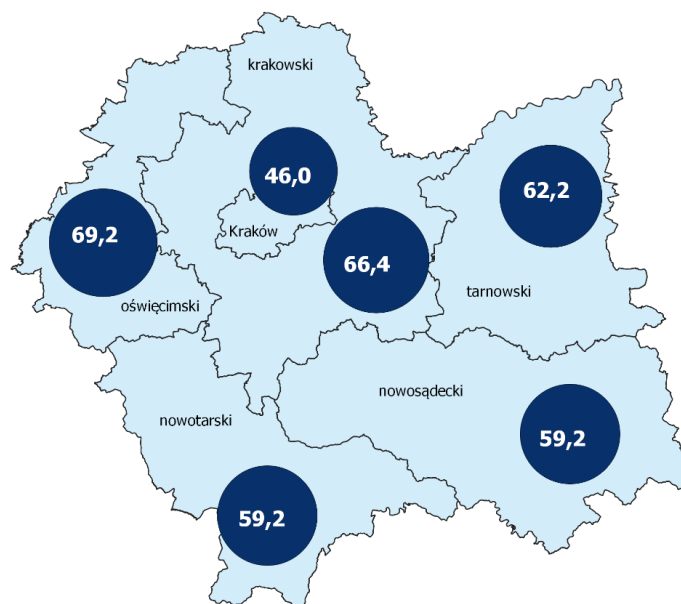 krakowski
46,0
62,2
69,2
Kraków
66,4
oświęcimski
tarnowski
nowosądecki
nowotarski
59,2
59,2